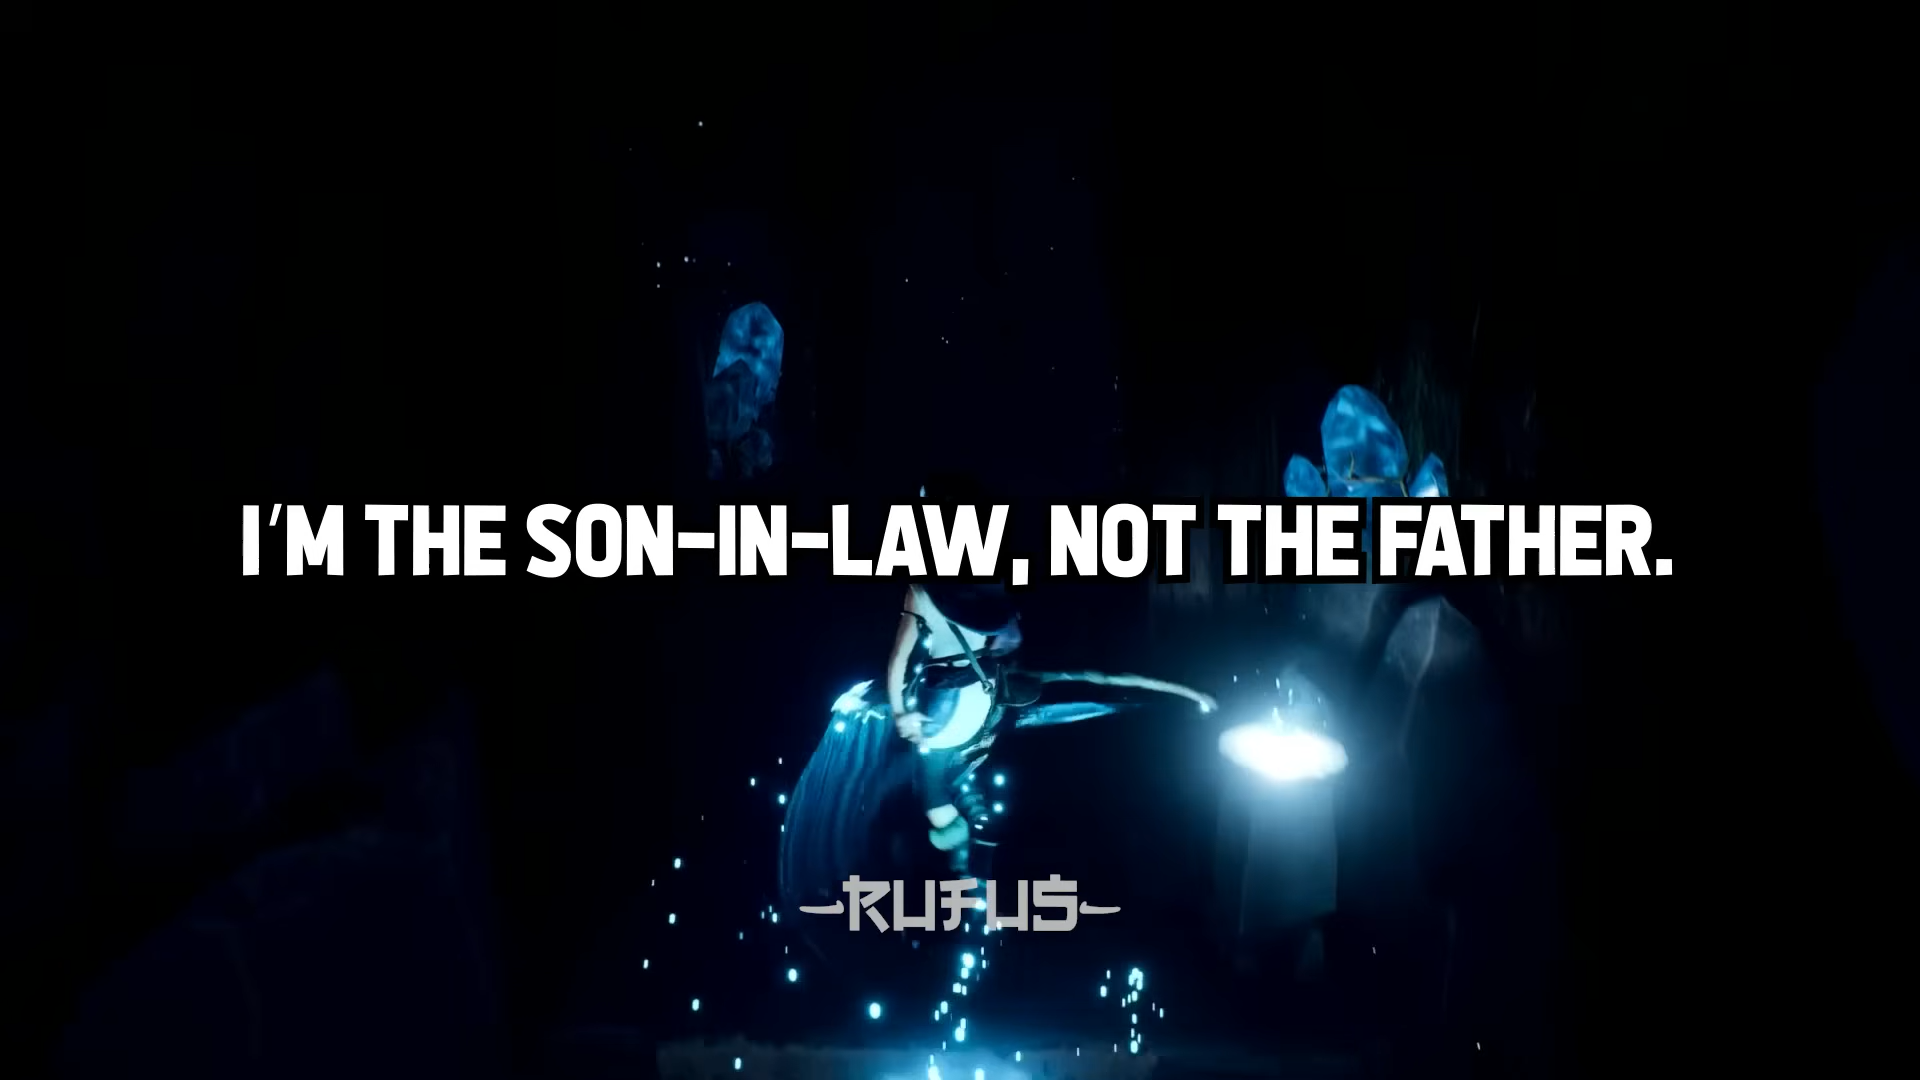 I'M THE SON-IN-LAW, NOT THE FATHER.
RUFUS